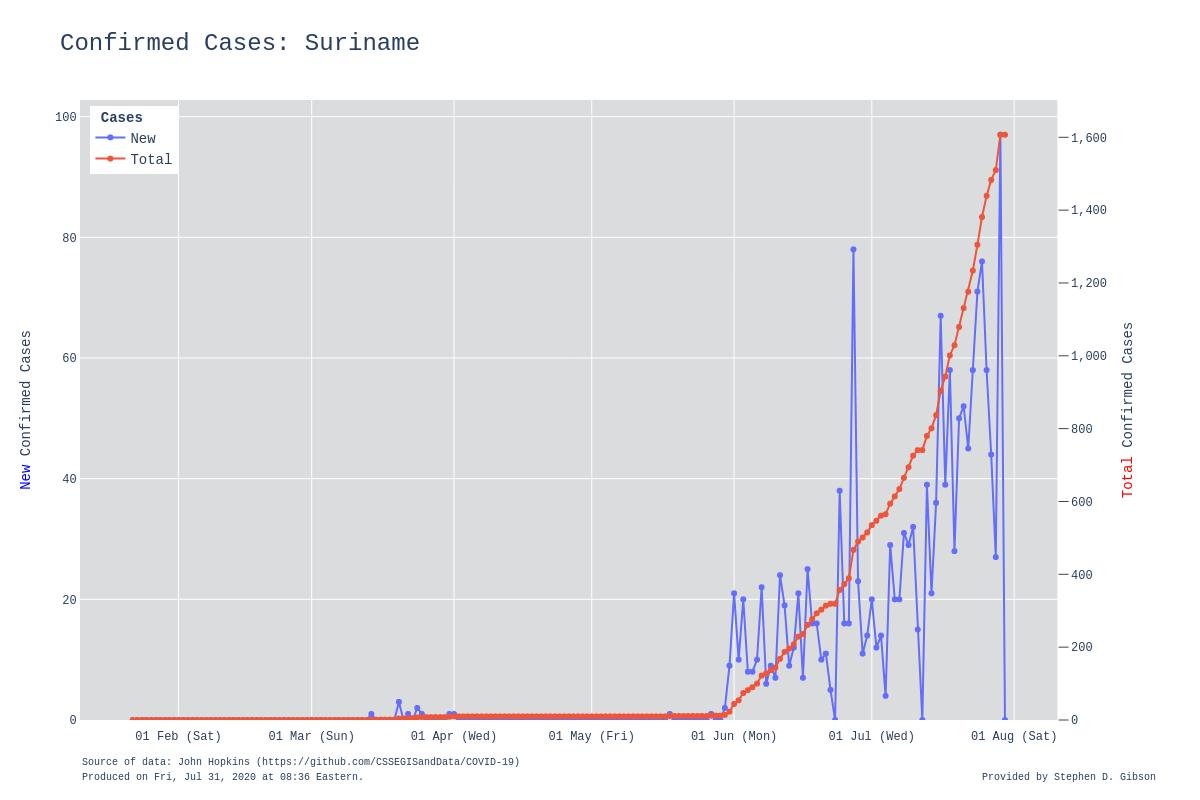 Confirmed Cases: Suriname
Cases
New
Total
100
80
60
40
20
0
1,600
1,400
1,200
1,000
800
600
400
200
0
New Confirmed Cases
Total Confirmed Cases
01 Feb (Sat)
01 Mar (Sun)
01 Apr (Wed)
01 May (Fri)
01 Jun (Mon)
01 Jul (Wed)
01 Aug (Sat)
Source of data: John Hopkins (https://github.com/CSSEGISandData/COVID-19)
Produced on Fri, Jul 31, 2020 at 08:36 Eastern.
Provided by Stephen D. Gibson